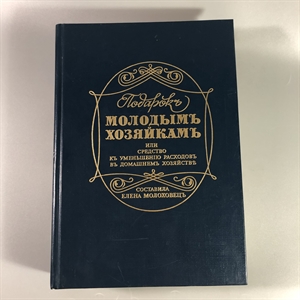 Подарокъ
МОЛОДЫМЪ
ХОЗЯЙКАМЪ
ИЛИ
СРЕДСТВО
КЪ УМЕНЬШЕНІЮ РАСХОДОВЪ
ВЪ ДОМАШНЕМЪ ХОЗЯЙСТВѢ
СОСТАВИЛА
ЕЛЕНА МОЛОХОВЕЦЪ